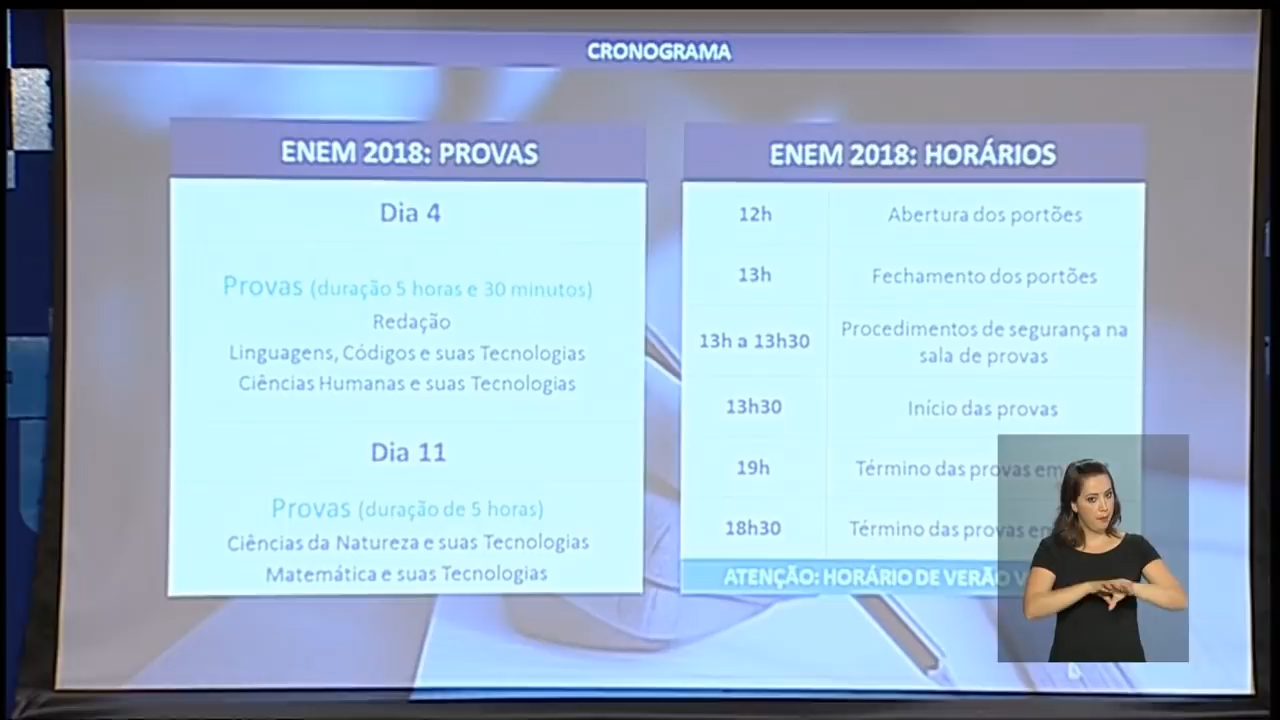 CRONOGRAMA
ENEM 2018: PROVAS
Dia 4
Provas (duração 5 horas e 30 minutos)
Redação
Linguagens, Códigos e suas Tecnologias
Ciências Humanas e suas Tecnologias
Dia 11
Provas (duração de 5 horas)
Ciências da Natureza e suas Tecnologias
Matemática e suas Tecnologias
ENEM 2018: HORÁRIOS
12h Abertura dos portões
13h Fechamento dos portões
13h a 13h30 Procedimentos de segurança na
sala de provas
13h30 Início das provas
19h Término das provas em
18h30 Término das provas em
ATENÇÃO: HORÁRIO DE VERÃO